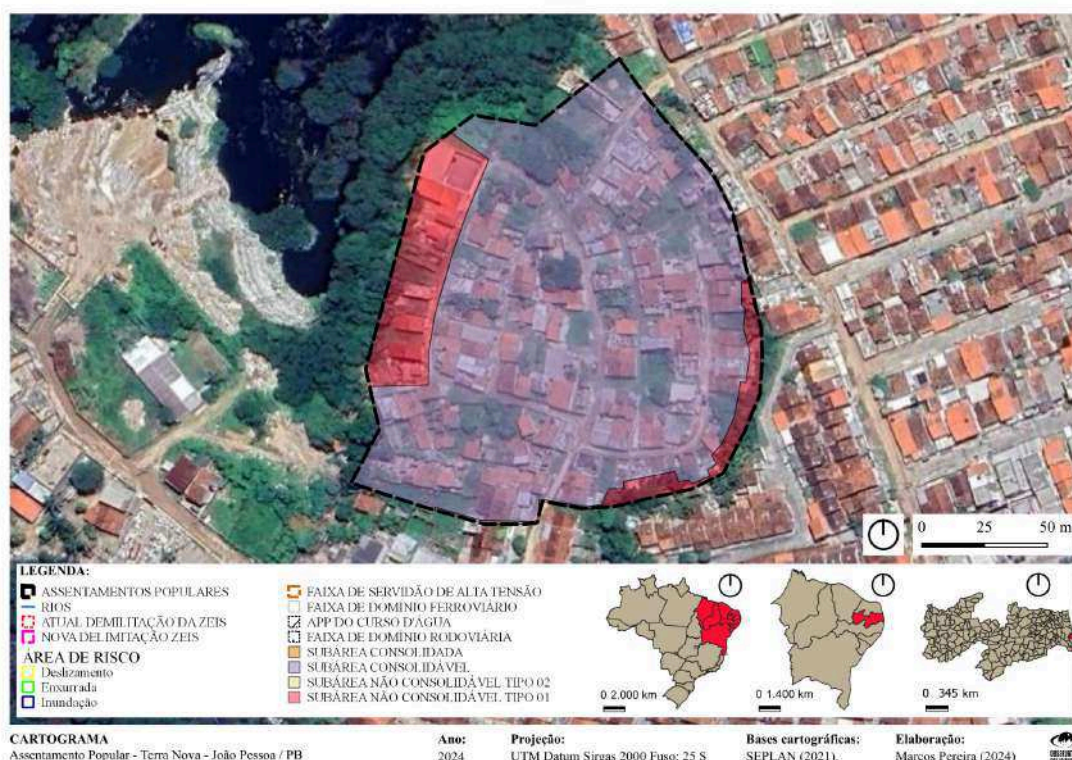 0 25 50 m
LEGENDA:
ASSENTAMENTOS POPULARES
RIOS
ATUAL DEMILITAÇÃO DA ZEIS
NOVA DELIMITAÇÃO ZEIS
ÁREA DE RISCO
Deslizamento
Enxurrada
Inundação
FAIXA DE SERVIDÃO DE ALTA TENSÃO
FAIXA DE DOMÍNIO FERROVIÁRIO
APP DO CURSO D'ÁGUA
FAIXA DE DOMÍNIO RODOVIÁRIA
SUBÁREA CONSOLIDADA
SUBÁREA CONSOLIDÁVEL
SUBÁREA NÃO CONSOLIDÁVEL TIPO 02
SUBÁREA NÃO CONSOLIDÁVEL TIPO 01
0 2.000 km
0 1.400 km
0 345 km
CARTOGRAMA
Assentamento Popular - Terra Nova - João Pessoa / PB
Ano:
2024
Projeção:
UTM Datum Sirgas 2000 Fuso: 25 S
Bases cartográficas:
SEPLAN (2021).
Elaboração:
Marcos Pereira (2024)